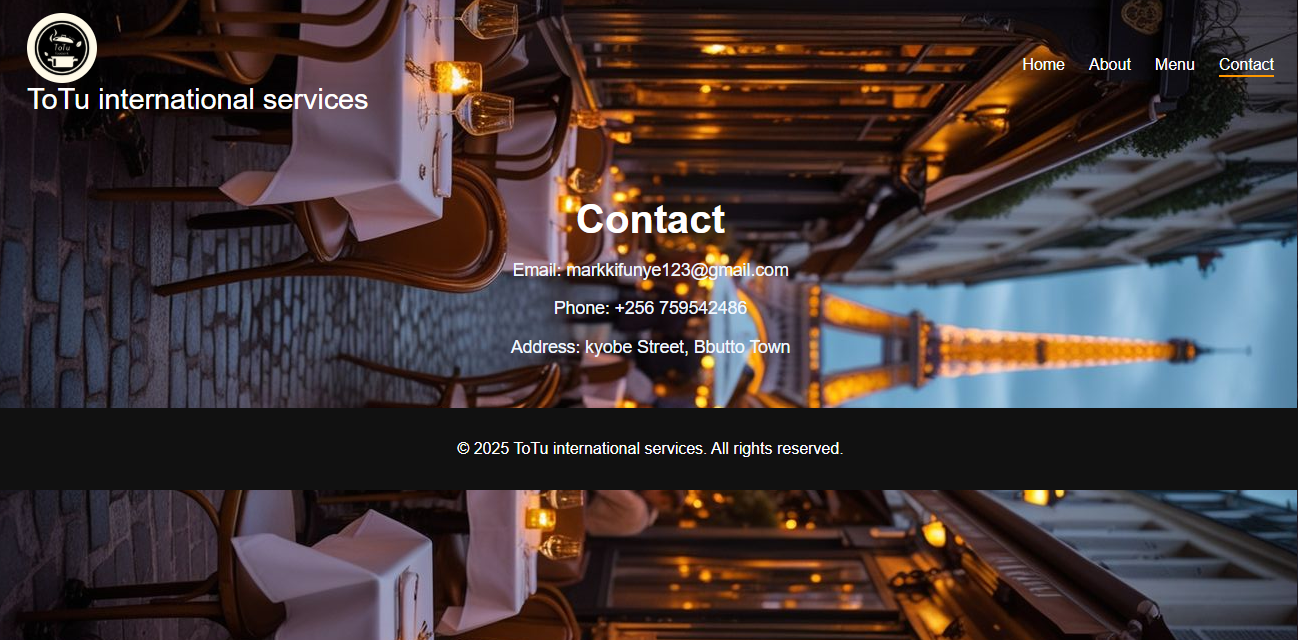 ToTu
ToTu international services
Home About Menu Contact
Contact
Email: markkifunye123@gmail.com
Phone: +256 759542486
Address: kyobe Street, Bbutto Town
© 2025 ToTu international services. All rights reserved.